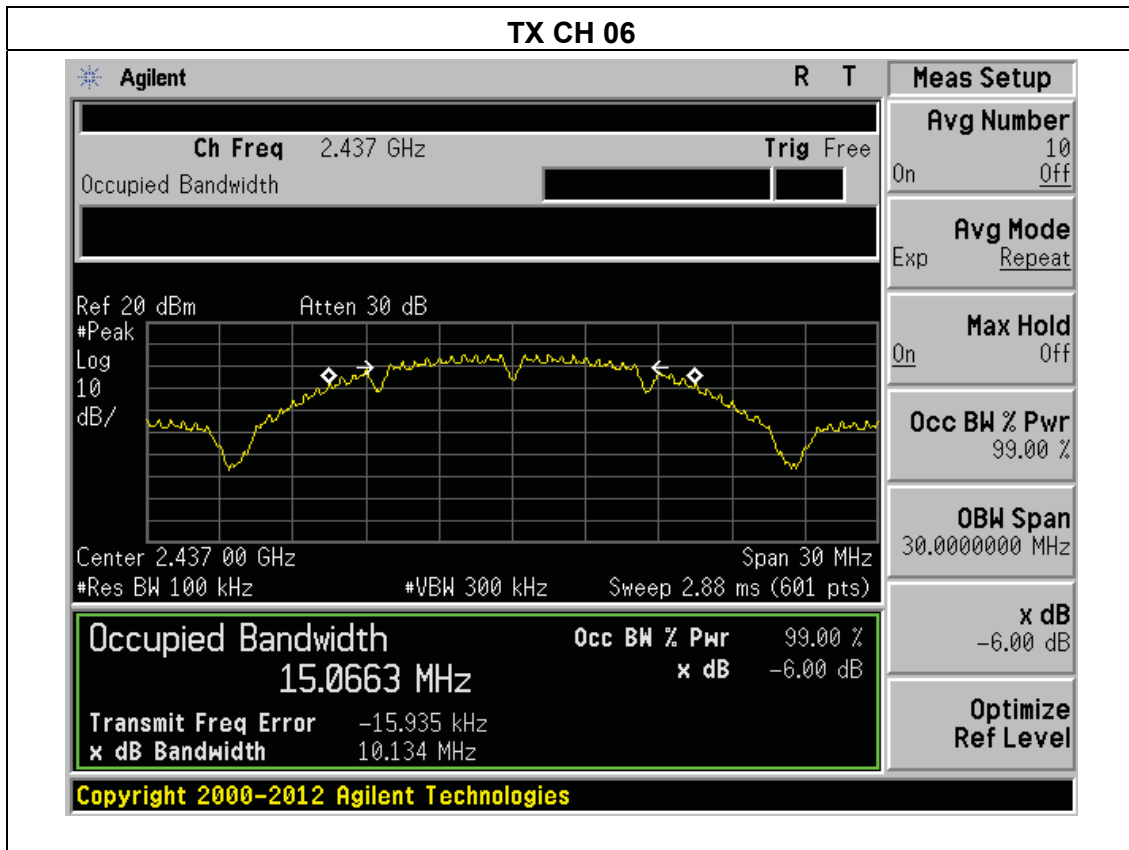 TX CH 06
Agilent R T
Ch Freq 2.437 GHz Trig Free
Occupied Bandwidth
Ref 20 dBm Atten 30 dB
#Peak
Log
10
dB/
Center 2.437 00 GHz Span 30 MHz
#Res BW 100 kHz #VBW 300 kHz Sweep 2.88 ms (601 pts)
Occupied Bandwidth Occ BW % Pwr 99.00 %
15.0663 MHz x dB -6.00 dB
Transmit Freq Error -15.935 kHz
x dB Bandwidth 10.134 MHz
Copyright 2000-2012 Agilent Technologies
Meas Setup
Avg Number
10
On Off
Avg Mode
Exp Repeat
Max Hold
On Off
Occ BW % Pwr
99.00 %
OBW Span
30.0000000 MHz
x dB
-6.00 dB
Optimize
Ref Level